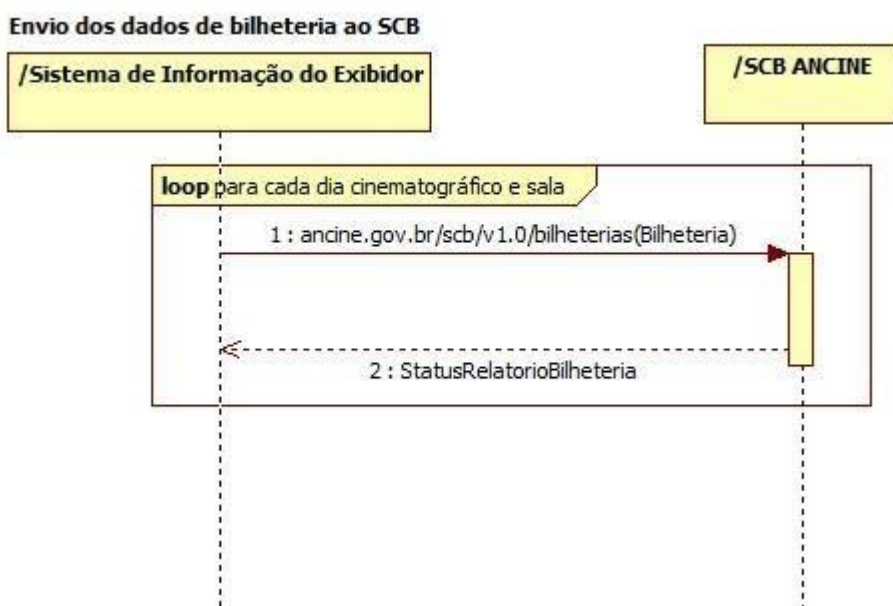 Envio dos dados de bilheteria ao SCB
/Sistema de Informação do Exibidor
/SCB ANCINE
loop para cada dia cinematográfico e sala
1 : ancine.gov.br/scb/v1.0/bilheterias(Bilheteria)
2 : StatusRelatorioBilheteria